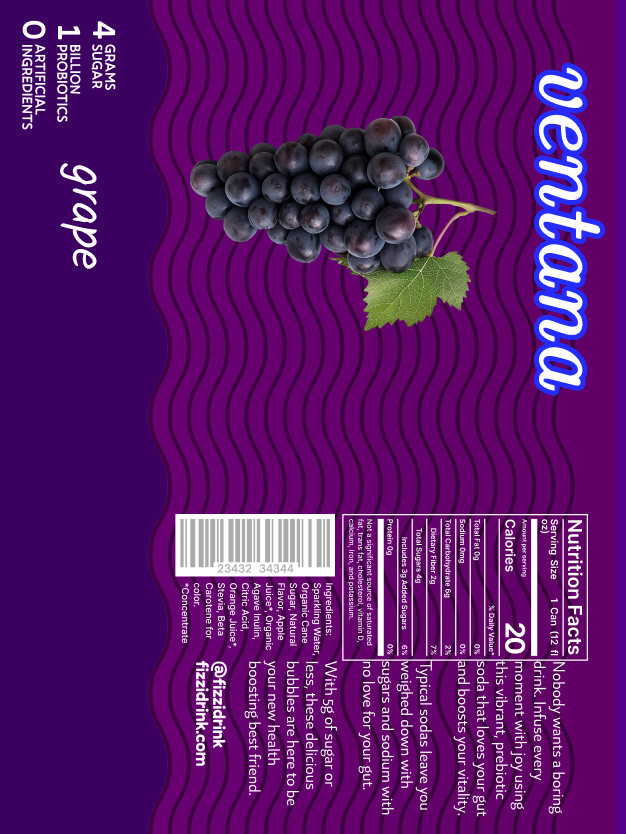 ventana
4 GRAMS
SUGAR
1 BILLION
PROBIOTICS
0 ARTIFICIAL
INGREDIENTS
grape
Nutrition Facts
Serving Size 1 Can (12 fl
oz)
Amount per serving
Calories 20
% Daily Value*
Total Fat 0g 0%
Sodium 0mg 0%
Total Carbohydrate 6g 2%
Dietary Fiber 2g 7%
Total Sugars 4g
Includes 3g Added Sugars 6%
Protein 0g 0%
Not a significant source of saturated
fat, trans fat, cholesterol, vitamin D,
calcium, iron, and potassium.
23432 34344
Ingredients:
Sparkling Water,
Organic Cane
Sugar, Natural
Flavor, Apple
Juice*, Organic
Agave Inulin,
Citric Acid,
Orange Juice*,
Stevia, Beta
Carotene for
color.
*Concentrate
Nobody wants a boring
drink. Infuse every
moment with joy using
this vibrant, prebiotic
soda that loves your gut
and boosts your vitality.
Typical sodas leave you
weighed down with
sugars and sodium with
no love for your gut.
With 5g of sugar or
less, these delicious
bubbles are here to be
your new health
boosting best friend.
@fizzidrink
fizzidrink.com